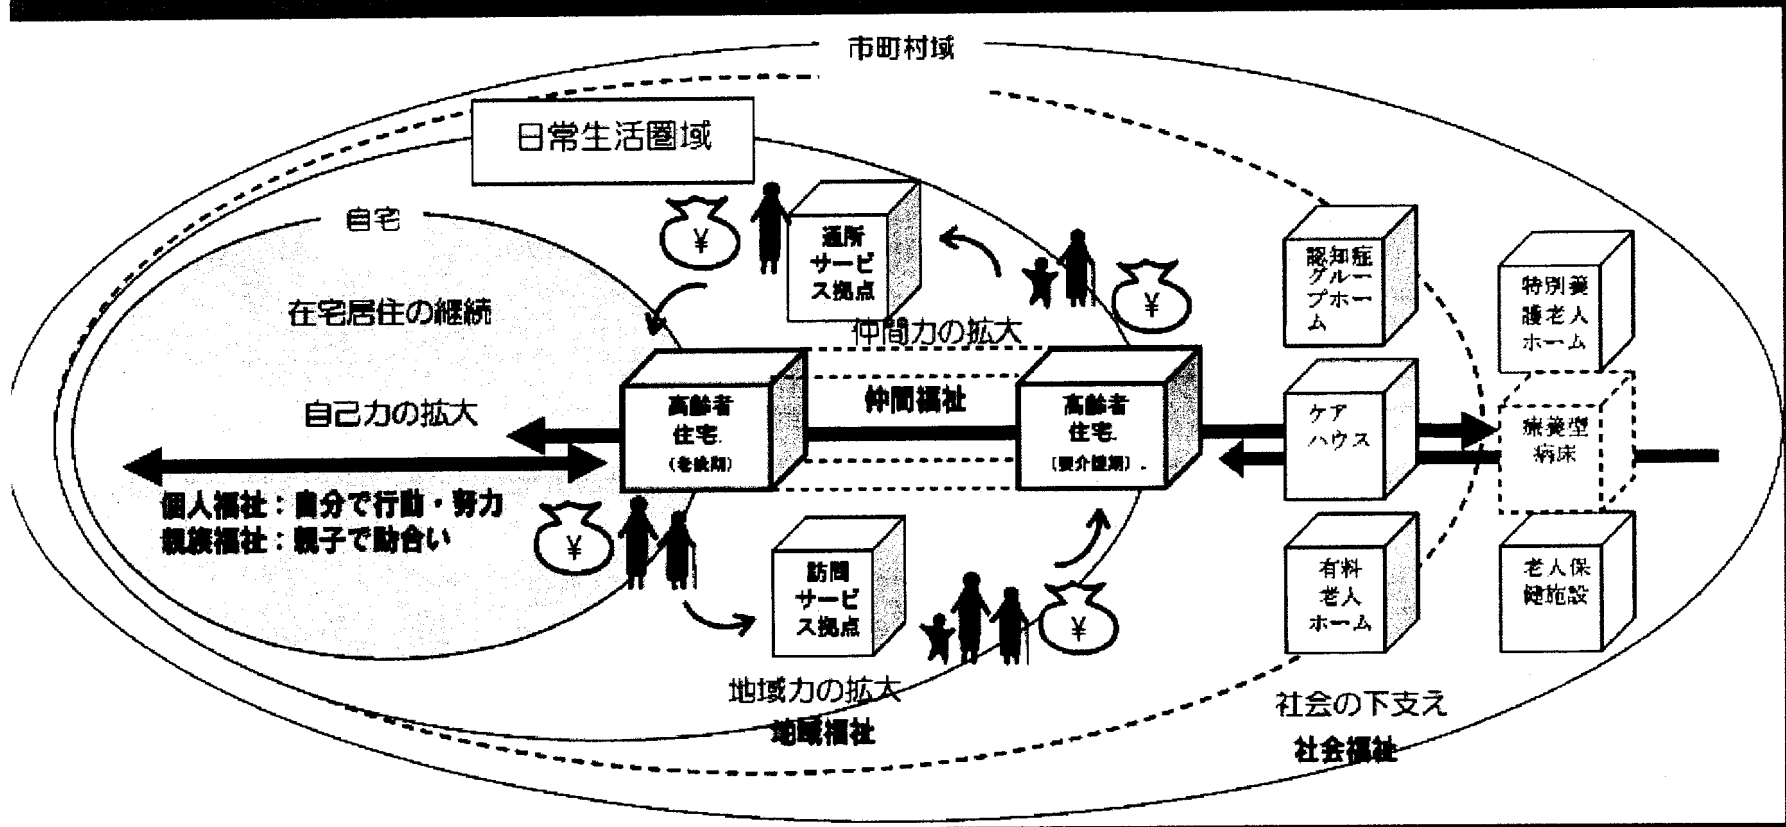 市町村域
日常生活圏域
自宅
在宅居住の継続
自己力の拡大
個人福祉：自分で行動・努力
親族福祉：親子で助合い
¥
通所
サービ
ス拠点
¥
仲間力の拡大
仲間福祉
高齢者
住宅.
(老後期)
高齢者
住宅.
(要介護期).
¥
訪問
サービ
ス拠点
¥
地域力の拡大
地域福祉
認知症
グルー
プホー
ム
ケア
ハウス
有料
老人
ホーム
特別養
護老人
ホーム
療養型
病床
老人保
健施設
社会の下支え
社会福祉